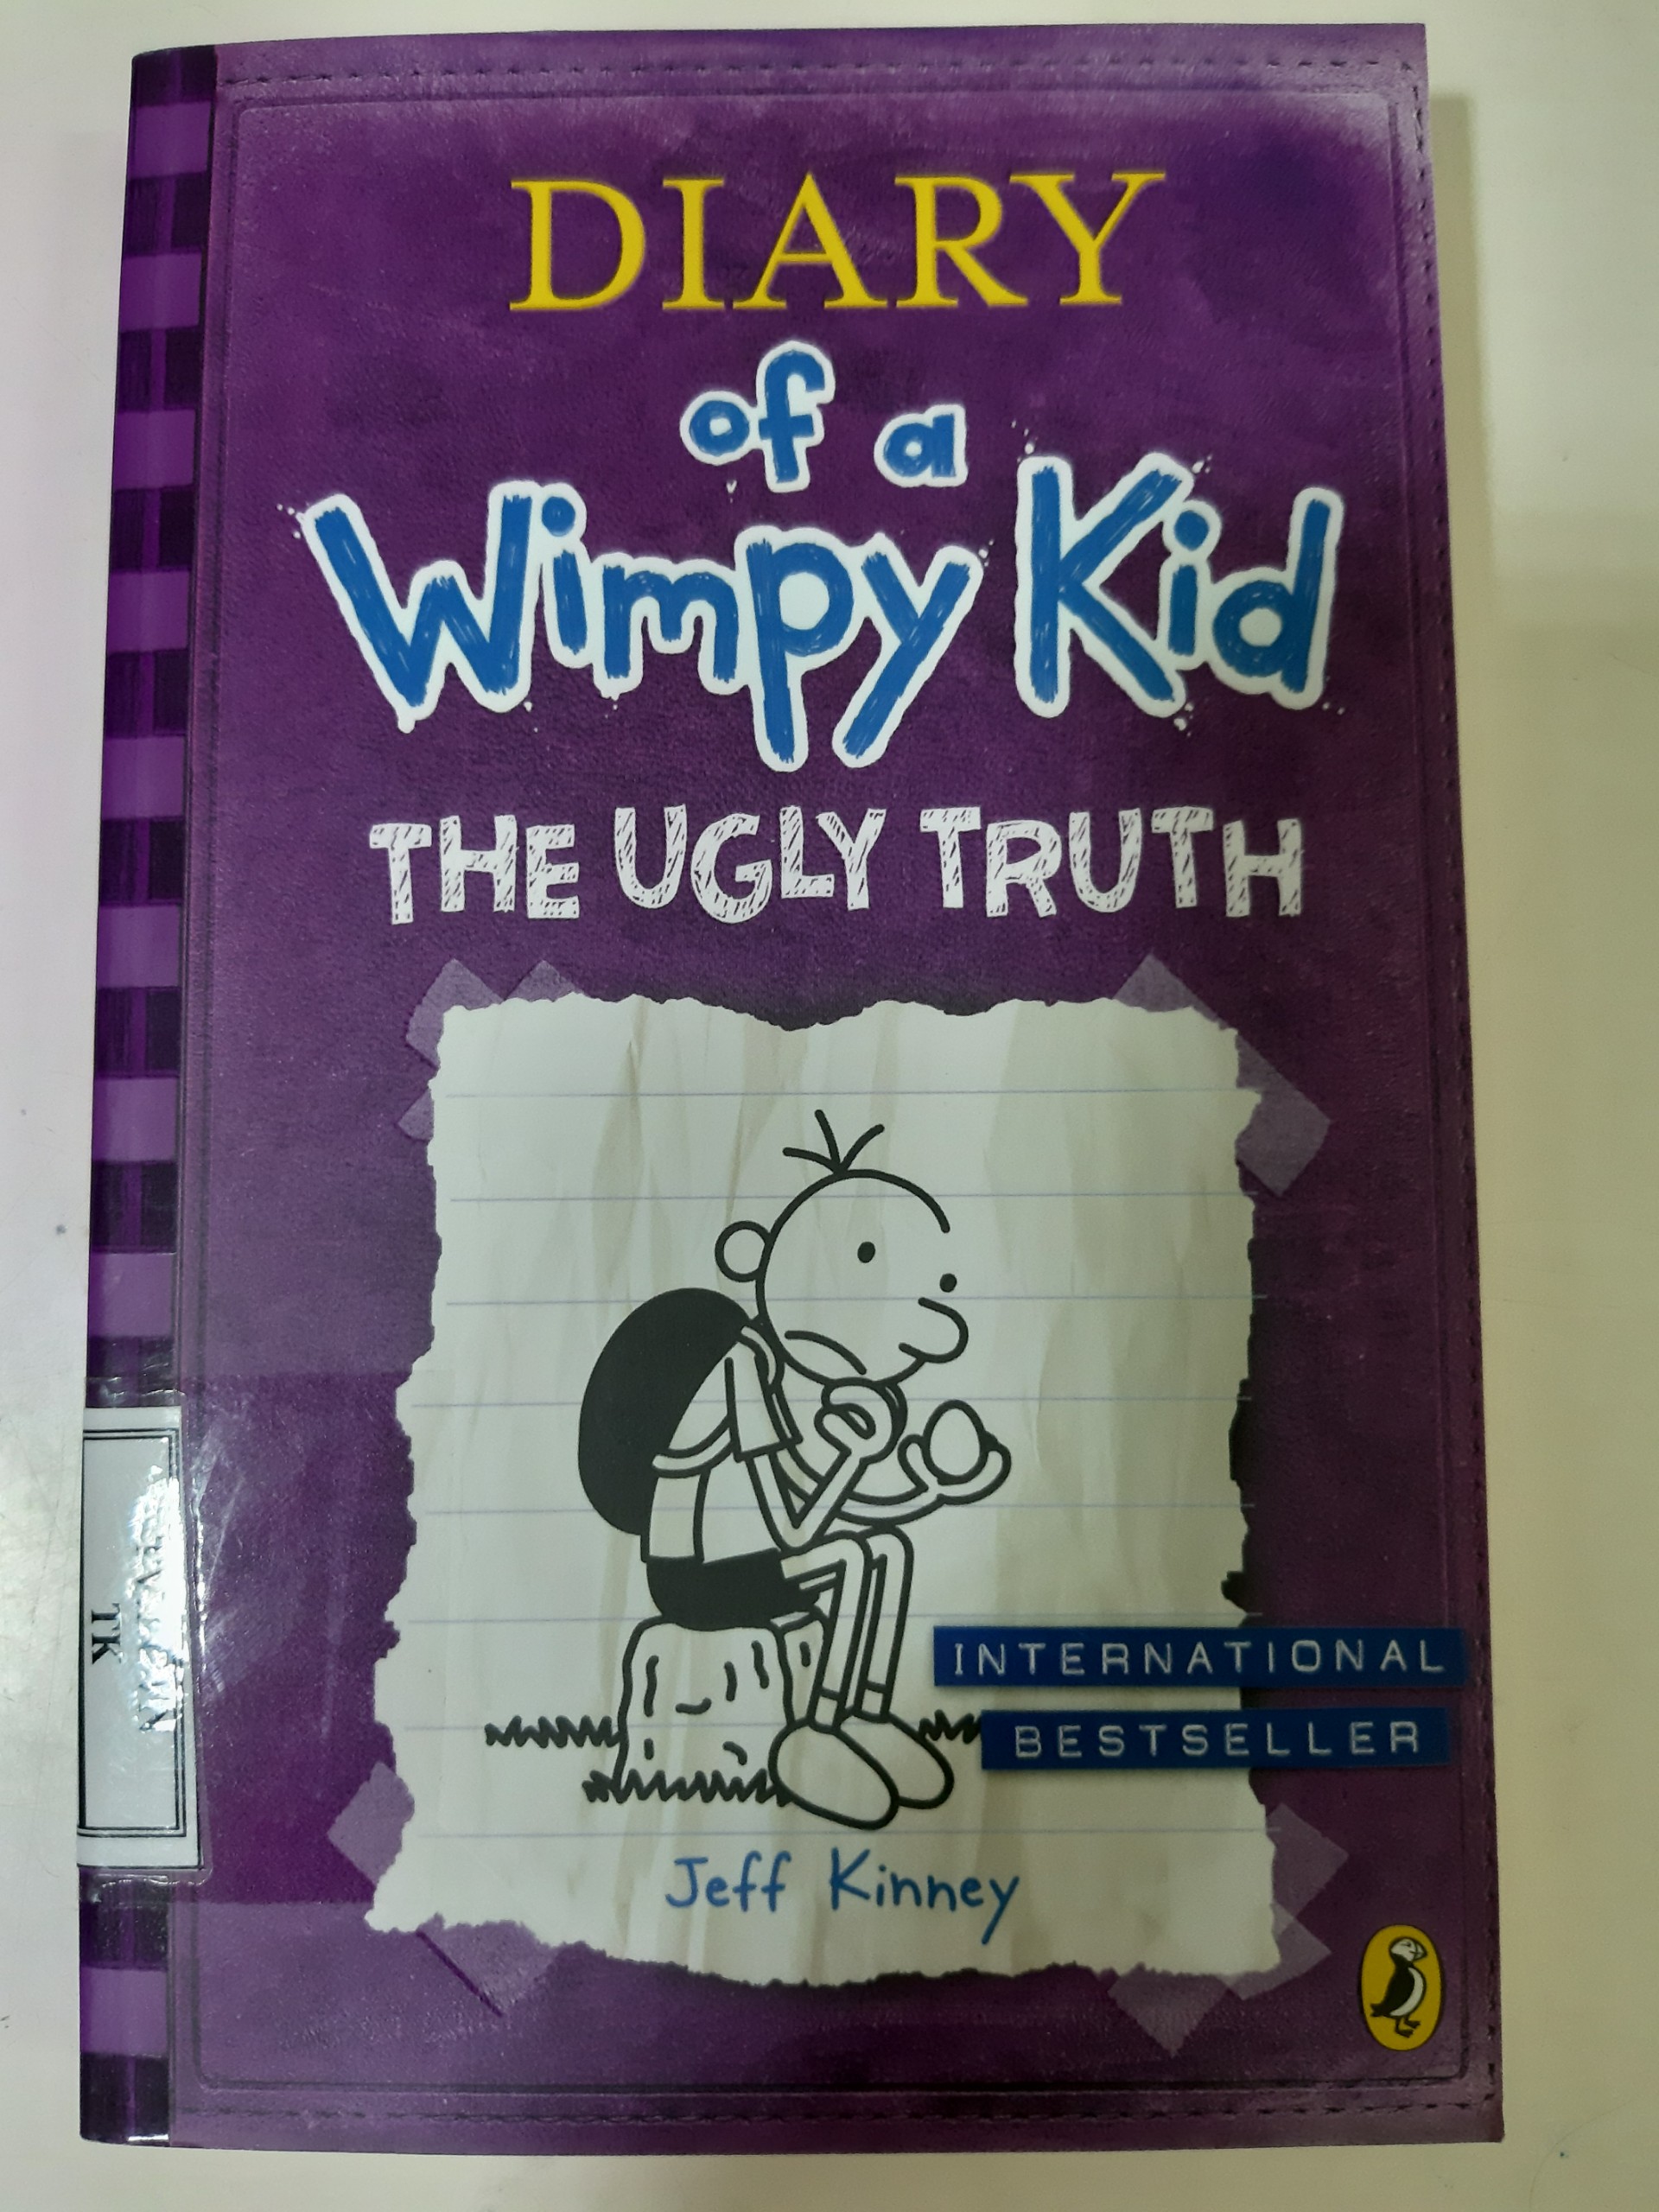 DIARY
of a
Wimpy Kid
THE UGLY TRUTH
INTERNATIONAL
BESTSELLER
Jeff Kinney
TK